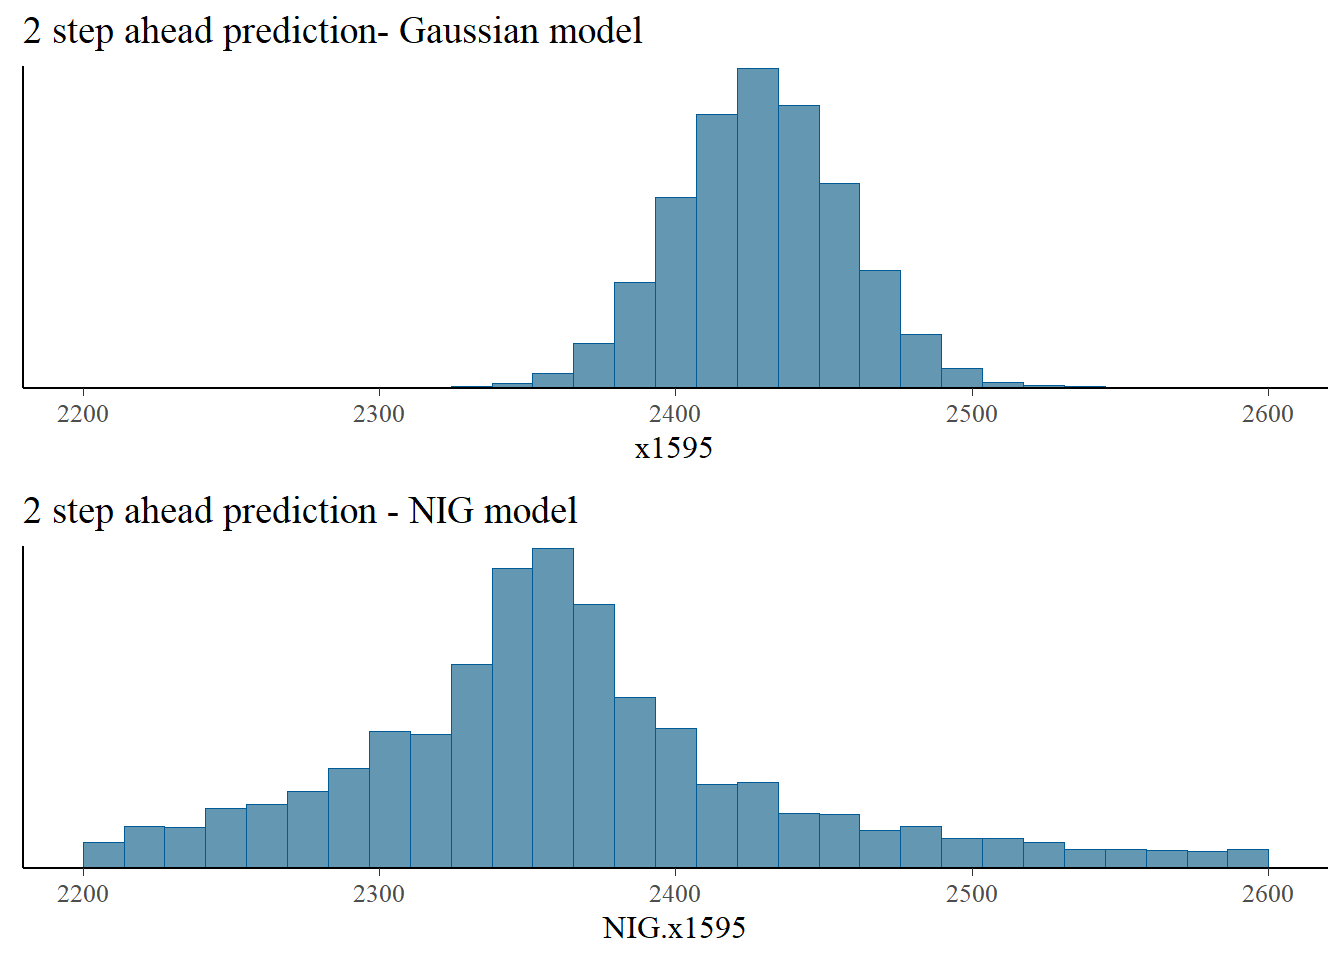 2 step ahead prediction- Gaussian model
2200 2300 2400 2500 2600
x1595
2 step ahead prediction - NIG model
2200 2300 2400 2500 2600
NIG.x1595